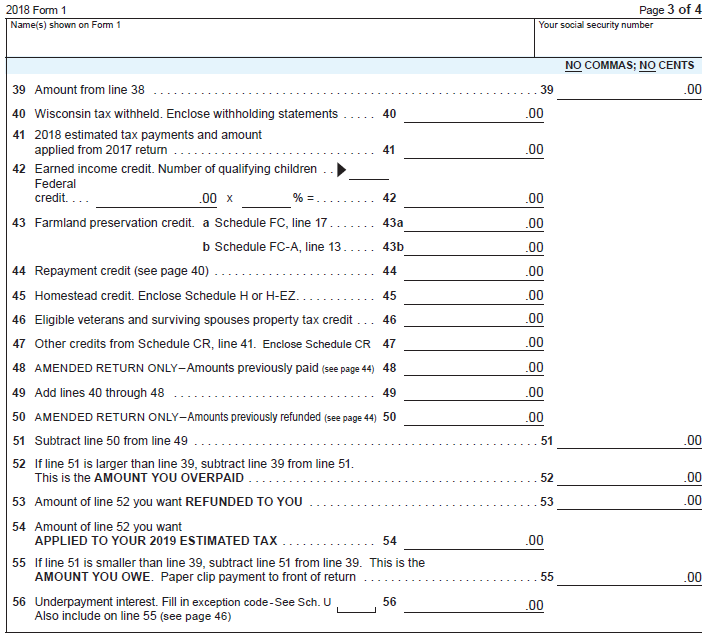 2018 Form 1 Page 3 of 4
Name(s) shown on Form 1 Your social security number
NO COMMAS; NO CENTS
39 Amount from line 38 . . . . . . . . . . . . . . . . . . . . . . . . . . . . . . . . . . . . . . . . . . . . . . . . . . . . . . . . 39 .00
40 Wisconsin tax withheld. Enclose withholding statements . . . . . 40 .00
41 2018 estimated tax payments and amount
applied from 2017 return . . . . . . . . . . . . . . . . . . . . . . . . . . . . . 41 .00
42 Earned income credit. Number of qualifying children . .
Federal
credit. . . . .00 x % = . . . . . . . . . 42 .00
43 Farmland preservation credit. a Schedule FC, line 17 . . . . . . . 43a .00
b Schedule FC-A, line 13 . . . . . 43b .00
44 Repayment credit (see page 40) . . . . . . . . . . . . . . . . . . . . . . . 44 .00
45 Homestead credit. Enclose Schedule H or H-EZ. . . . . . . . . . . . 45 .00
46 Eligible veterans and surviving spouses property tax credit . . . 46 .00
47 Other credits from Schedule CR, line 41. Enclose Schedule CR 47 .00
48 AMENDED RETURN ONLY–Amounts previously paid (see page 44) 48 .00
49 Add lines 40 through 48 . . . . . . . . . . . . . . . . . . . . . . . . . . . . . 49 .00
50 AMENDED RETURN ONLY–Amounts previously refunded (see page 44) 50 .00
51 Subtract line 50 from line 49 . . . . . . . . . . . . . . . . . . . . . . . . . . . . . . . . . . . . . . . . . . . . . . . . . . 51 .00
52 If line 51 is larger than line 39, subtract line 39 from line 51.
This is the AMOUNT YOU OVERPAID . . . . . . . . . . . . . . . . . . . . . . . . . . . . . . . . . . . . . . . . . . 52 .00
53 Amount of line 52 you want REFUNDED TO YOU . . . . . . . . . . . . . . . . . . . . . . . . . . . . . . . . . 53 .00
54 Amount of line 52 you want
APPLIED TO YOUR 2019 ESTIMATED TAX . . . . . . . . . . . . . . 54 .00
55 If line 51 is smaller than line 39, subtract line 51 from line 39. This is the
AMOUNT YOU OWE. Paper clip payment to front of return . . . . . . . . . . . . . . . . . . . . . . . . . . 55 .00
56 Underpayment interest. Fill in exception code - See Sch. U 56 .00
Also include on line 55 (see page 46)